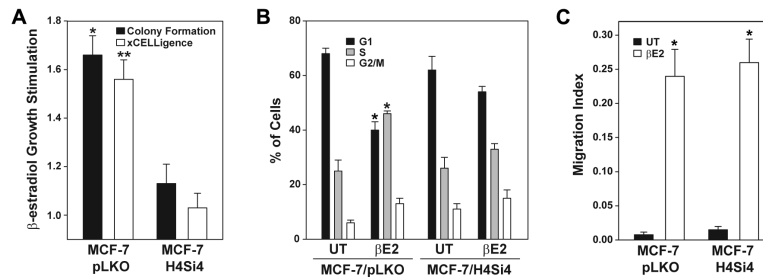 A
β-estradiol Growth Stimulation
1.8
1.6
1.4
1.2
1.0
Colony Formation
xCELLigence
*
**
MCF-7 MCF-7
pLKO H4Si4
B
% of Cells
80
60
40
20
0
G1
S
G2/M
* *
UT βE2 UT βE2
MCF-7/pLKO MCF-7/H4Si4
C
Migration Index
0.30
0.25
0.20
0.15
0.10
0.05
0.00
UT
βE2
* *
MCF-7 MCF-7
pLKO H4Si4